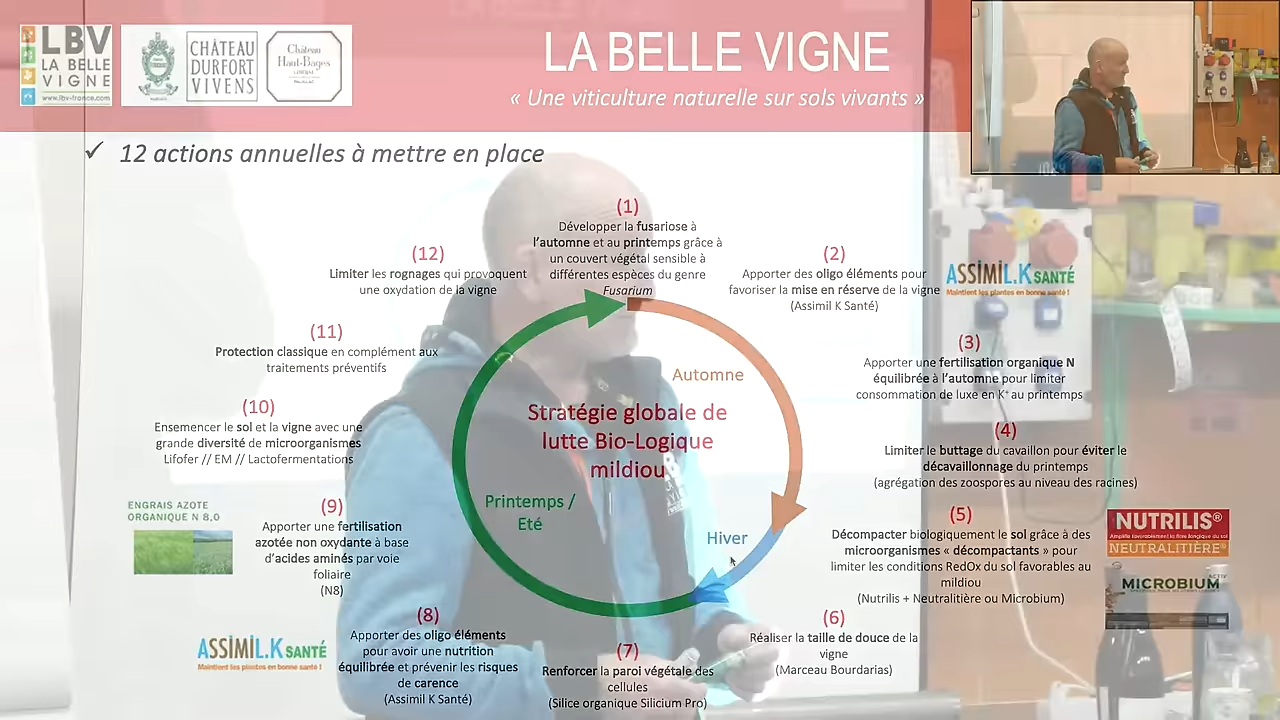 LBV
LA BELLE
VIGNE
www.lbv-france.com
CHÂTEAU
DURFORT
VIVENS
Château
Haut-Bages
LA BELLE VIGNE
« Une viticulture naturelle sur sols vivants »
✓ 12 actions annuelles à mettre en place
(1)
Développer la fusariose à
l'automne et au printemps grâce à
un couvert végétal sensible à
différentes espèces du genre
Fusarium
(2)
Apporter des oligo éléments pour
favoriser la mise en réserve de la vigne
(Assimil K Santé)
ASSIMIL.K SANTÉ
Maintient les plantes en bonne santé !
(3)
Apporter une fertilisation organique N
équilibrée à l'automne pour limiter
consommation de luxe en K⁺ au printemps
(4)
Limiter le buttage du cavaillon pour éviter le
décavaillonnage du printemps
(agrégation des zoospores au niveau des racines)
(5)
Décompacter biologiquement le sol grâce à des
microorganismes « décompactants » pour
limiter les conditions RedOx du sol favorables au
mildiou
(Nutrilis + Neutralitière ou Microbium)
NUTRILIS®
Amplifie favorablement la flore fongique du sol
NEUTRALITIÈRE®
MICROBIUM
(6)
Réaliser la taille de douce de la
vigne
(Marceau Bourdarias)
(7)
Renforcer la paroi végétale des
cellules
(Silice organique Silicium Pro)
(8)
Apporter des oligo éléments
pour avoir une nutrition
équilibrée et prévenir les risques
de carence
(Assimil K Santé)
ASSIMIL.K SANTÉ
Maintient les plantes en bonne santé !
(9)
Apporter une fertilisation
azotée non oxydante à base
d'acides aminés par voie
foliaire
(N8)
ENGRAIS AZOTE
ORGANIQUE N 8,0
(10)
Ensemencer le sol et la vigne avec une
grande diversité de microorganismes
Lifofer // EM // Lactofermentations
(11)
Protection classique en complément aux
traitements préventifs
(12)
Limiter les rognages qui provoquent
une oxydation de la vigne
Automne
Stratégie globale de
lutte Bio-Logique
mildiou
Printemps /
Eté
Hiver